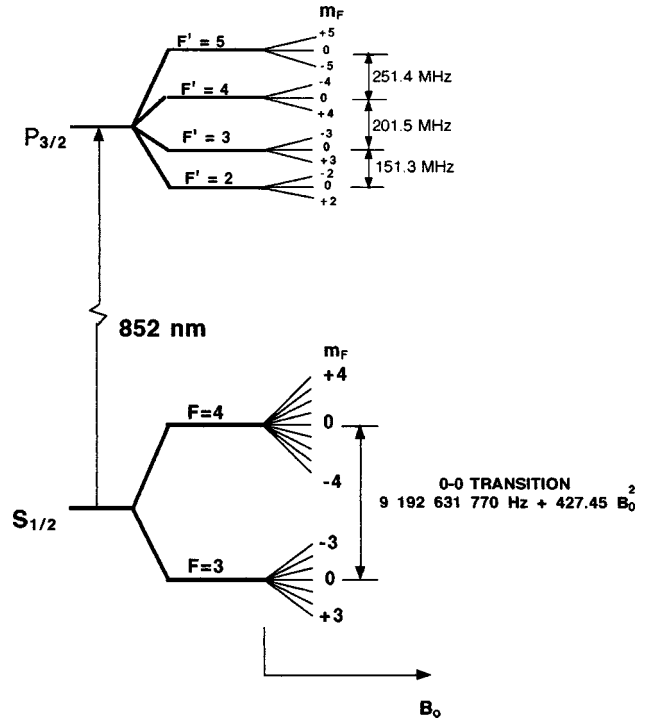 m_F
F' = 5
+5
0
-5
251.4 MHz
F' = 4
-4
0
+4
201.5 MHz
P_3/2
F' = 3
-3
0
+3
151.3 MHz
F' = 2
-2
0
+2
852 nm
m_F
+4
F=4
0
-4
0-0 TRANSITION
9 192 631 770 Hz + 427.45 B_0^2
S_1/2
-3
F=3
0
+3
B_o